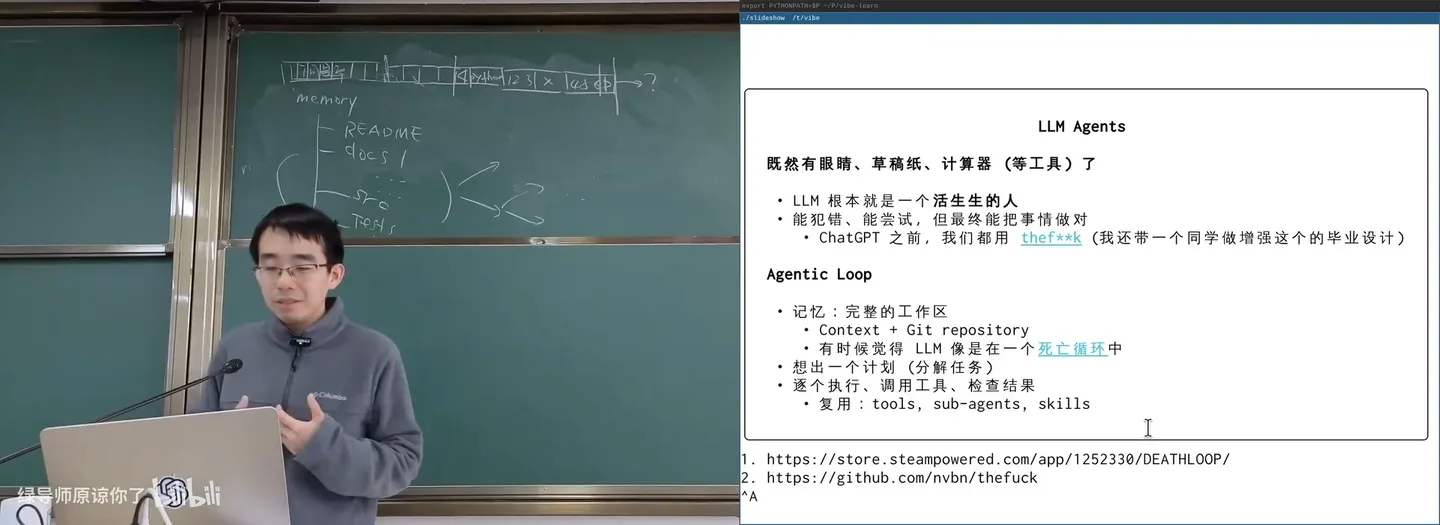 memory
README
docs /
src
Tests
python
123
x
Columbia
绿导师原谅你了
bilibili
export PYTHONPATH=$P ~/P/vibe-learn
./slideshow /t/vibe
LLM Agents
既然有眼睛、草稿纸、计算器 (等工具) 了
• LLM 根本就是一个活生生的人
• 能犯错、能尝试，但最终能把事情做对
• ChatGPT 之前，我们都用 thef**k (我还带一个同学做增强这个的毕业设计)
Agentic Loop
• 记忆：完整的工作区
• Context + Git repository
• 有时候觉得 LLM 像是在一个死亡循环中
• 想出一个计划 (分解任务)
• 逐个执行、调用工具、检查结果
• 复用：tools, sub-agents, skills
1. https://store.steampowered.com/app/1252330/DEATHLOOP/
2. https://github.com/nvbn/thefuck
^A